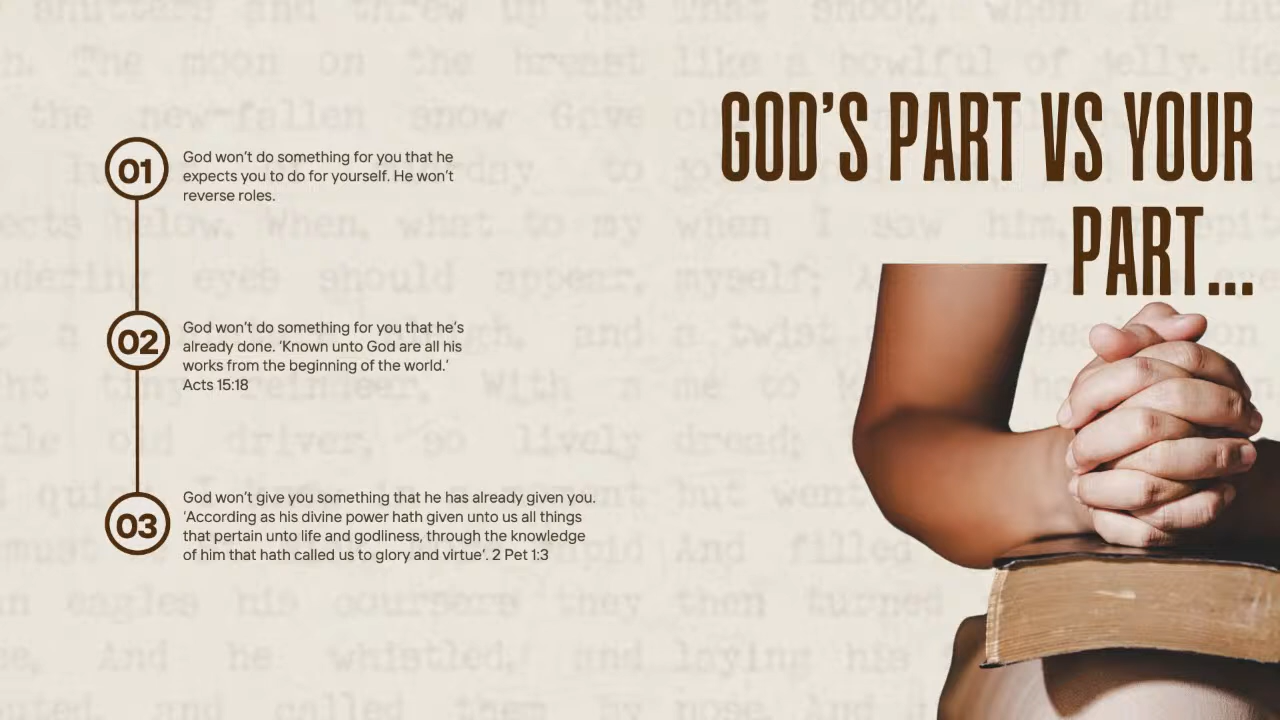 GOD'S PART VS YOUR
PART...
01
God won't do something for you that he
expects you to do for yourself. He won't
reverse roles.
02
God won't do something for you that he's
already done. 'Known unto God are all his
works from the beginning of the world.'
Acts 15:18
03
God won't give you something that he has already given you.
'According as his divine power hath given unto us all things
that pertain unto life and godliness, through the knowledge
of him that hath called us to glory and virtue'. 2 Pet 1:3